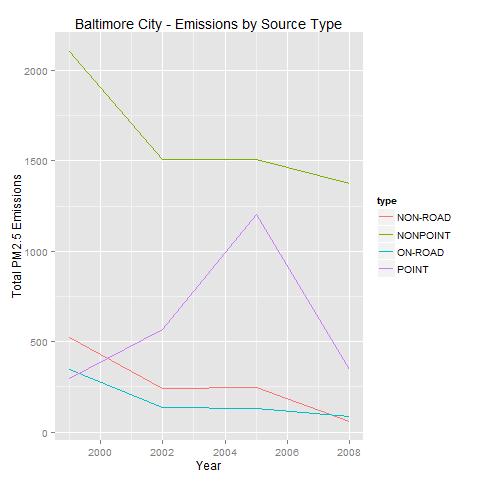 Baltimore City - Emissions by Source Type
Total PM2.5 Emissions
2000
1500
1000
500
0
2000
2002
2004
2006
2008
Year
type
NON-ROAD
NONPOINT
ON-ROAD
POINT